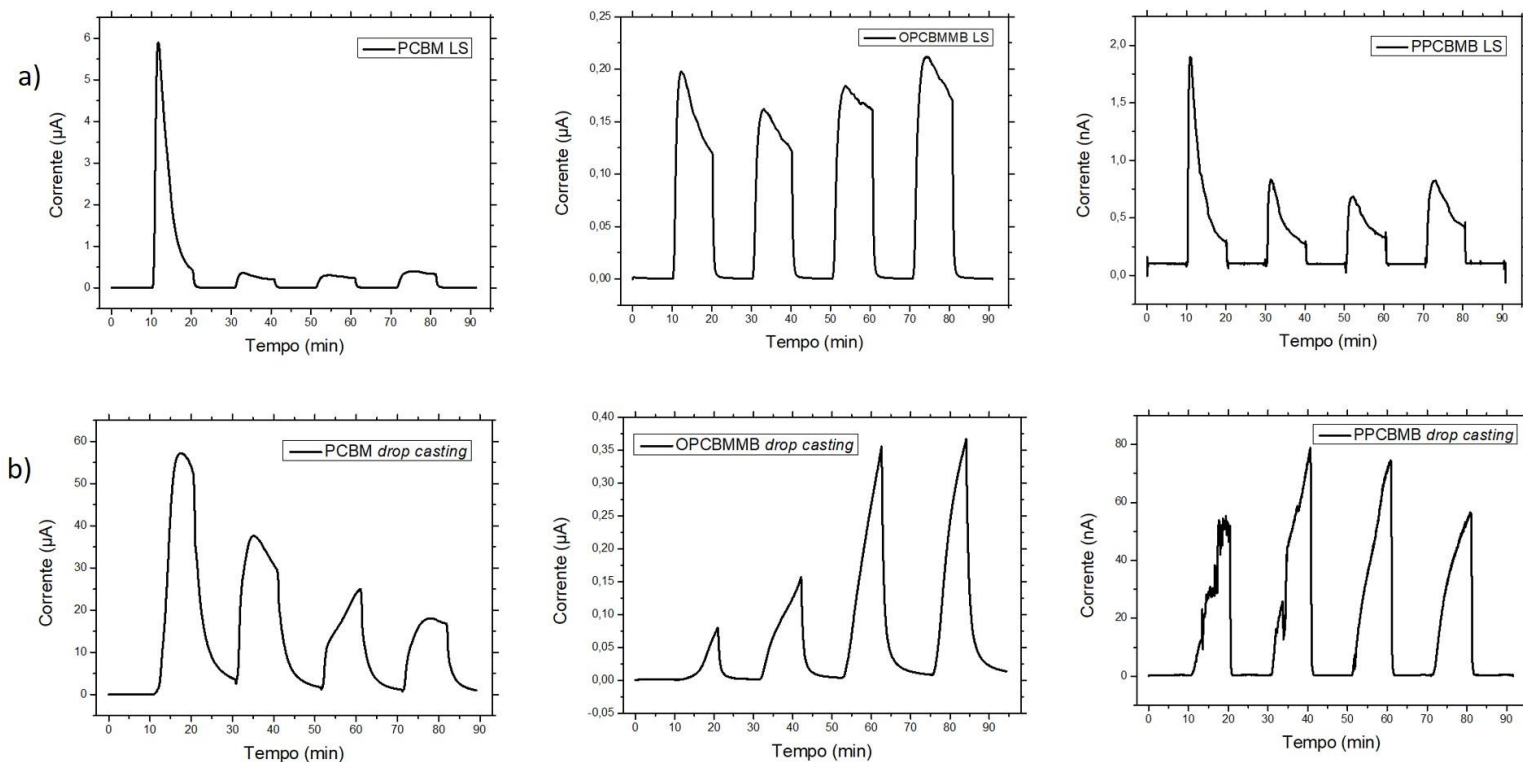 a)
PCBM LS
Corrente (µA)
6
5
4
3
2
1
0
0 10 20 30 40 50 60 70 80 90
Tempo (min)
OPCBMMB LS
Corrente (µA)
0,25
0,20
0,15
0,10
0,05
0,00
0 10 20 30 40 50 60 70 80 90
Tempo (min)
PPCBMB LS
Corrente (nA)
2,0
1,5
1,0
0,5
0,0
0 10 20 30 40 50 60 70 80 90
Tempo (min)
b)
PCBM drop casting
Corrente (µA)
60
50
40
30
20
10
0
0 10 20 30 40 50 60 70 80 90
Tempo (min)
OPCBMMB drop casting
Corrente (µA)
0,40
0,35
0,30
0,25
0,20
0,15
0,10
0,05
0,00
-0,05
0 10 20 30 40 50 60 70 80 90
Tempo (min)
PPCBMB drop casting
Corrente (nA)
80
60
40
20
0
0 10 20 30 40 50 60 70 80 90
Tempo (min)